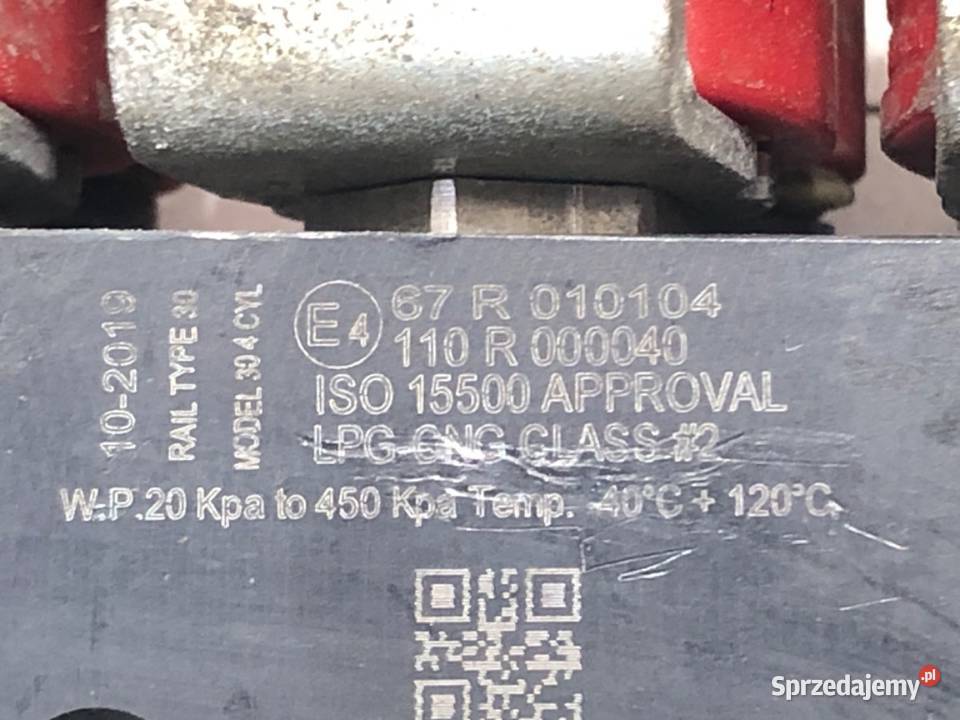 10-2019
RAIL TYPE 30
MODEL 30 4 CYL
E4
67 R 010104
110 R 000040
ISO 15500 APPROVAL
LPG-CNG CLASS #2
W.P.20 Kpa to 450 Kpa Temp. -40°C + 120°C
Sprzedajemy.pl